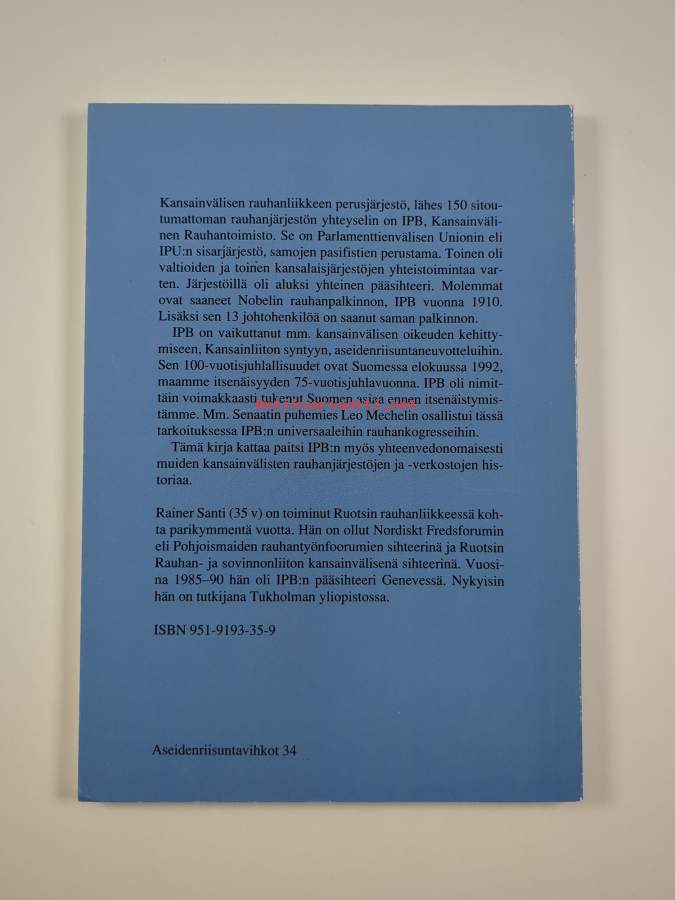 Kansainvälisen rauhanliikkeen perusjärjestö, lähes 150 sitou-
tumattoman rauhanjärjestön yhteyselin on IPB, Kansainväli-
nen Rauhantoimisto. Se on Parlamenttienvälisen Unionin eli
IPU:n sisarjärjestö, samojen pasifistien perustama. Toinen oli
valtioiden ja toinen kansalaisjärjestöjen yhteistoimintaa var-
ten. Järjestöillä oli aluksi yhteinen pääsihteeri. Molemmat
ovat saaneet Nobelin rauhanpalkinnon, IPB vuonna 1910.
Lisäksi sen 13 johtohenkilöä on saanut saman palkinnon.
IPB on vaikuttanut mm. kansainvälisen oikeuden kehitty-
miseen, Kansainliiton syntyyn, aseidenriisuntaneuvotteluihin.
Sen 100-vuotisjuhlallisuudet ovat Suomessa elokuussa 1992,
maamme itsenäisyyden 75-vuotisjuhlavuonna. IPB oli nimit-
täin voimakkaasti tukenut Suomen asiaa ennen itsenäistymis-
antikvariaatti.net
tämme. Mm. Senaatin puhemies Leo Mechelin osallistui tässä
tarkoituksessa IPB:n universaaleihin rauhankogresseihin.
Tämä kirja kattaa paitsi IPB:n myös yhteenvedonomaisesti
muiden kansainvälisten rauhanjärjestöjen ja -verkostojen his-
toriaa.
Rainer Santi (35 v) on toiminut Ruotsin rauhanliikkeessä koh-
ta parikymmentä vuotta. Hän on ollut Nordiskt Fredsforumin
eli Pohjoismaiden rauhantyönfoorumien sihteerinä ja Ruotsin
Rauhan- ja sovinnonliiton kansainvälisenä sihteerinä. Vuosi-
na 1985–90 hän oli IPB:n pääsihteeri Genevessä. Nykyisin
hän on tutkijana Tukholman yliopistossa.
ISBN 951-9193-35-9
Aseidenriisuntavihkot 34